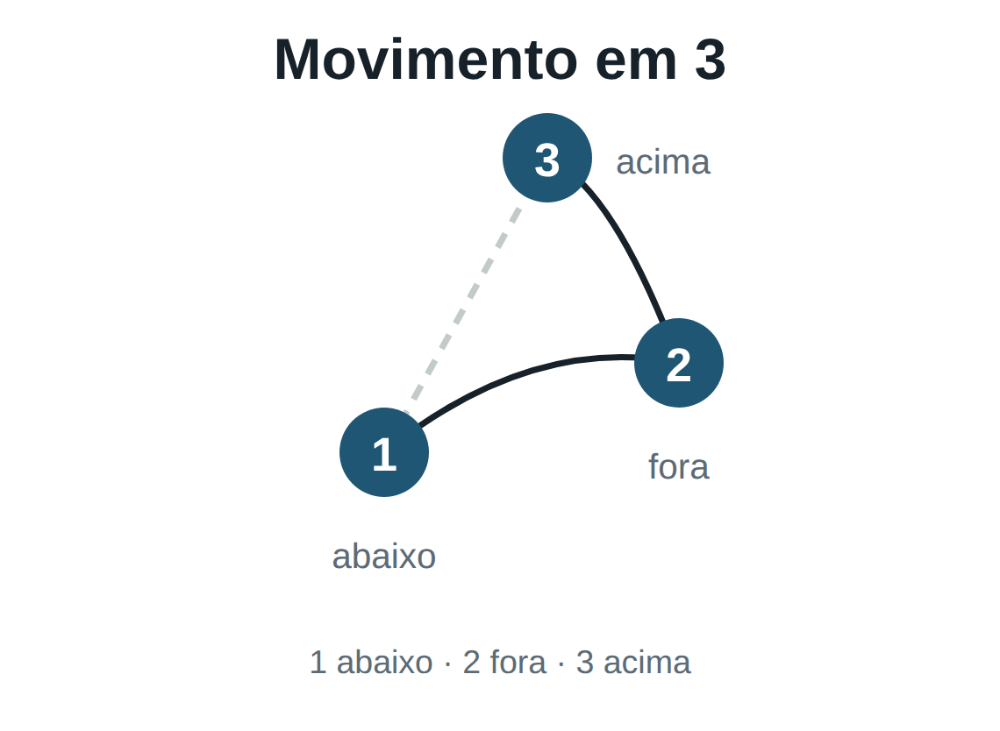 Movimento em 3
3 acima
2
1
fora
abaixo
1 abaixo · 2 fora · 3 acima